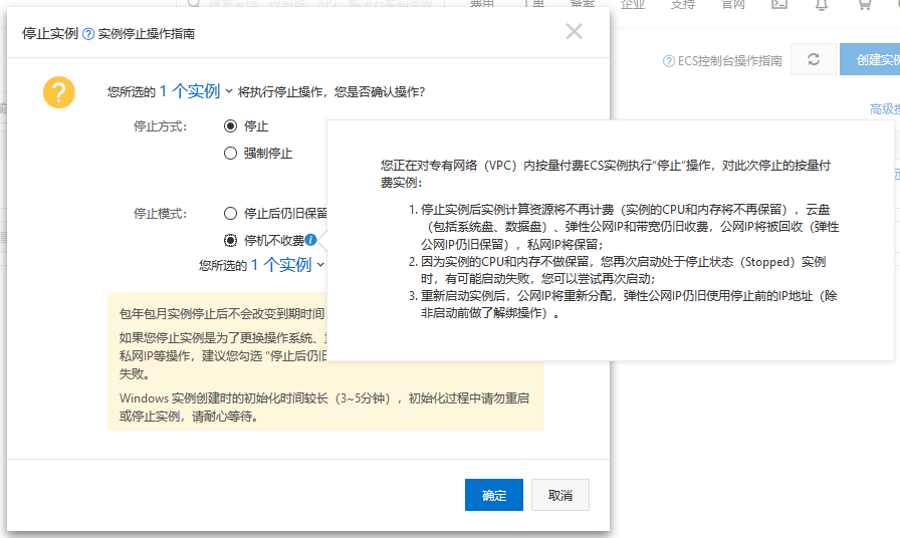 费用
备案
企业
支持
官网
停止实例 实例停止操作指南
ECS控制台操作指南
创建实例
您所选的 1 个实例 将执行停止操作，您是否确认操作？
高级搜
停止方式： 停止
强制停止
您正在对专有网络（VPC）内按量付费ECS实例执行“停止”操作，对此次停止的按量付
费实例：
1. 停止实例后实例计算资源将不再计费（实例的CPU和内存将不再保留），云盘
（包括系统盘、数据盘）、弹性公网IP和带宽仍旧收费，公网IP将被回收（弹性
公网IP仍旧保留），私网IP将保留；
2. 因为实例的CPU和内存不做保留，您再次启动处于停止状态（Stopped）实例
时，有可能启动失败，您可以尝试再次启动；
3. 重新启动实例后，公网IP将重新分配，弹性公网IP仍旧使用停止前的IP地址（除
非启动前做了解绑操作）。
停止模式： 停止后仍旧保留
停机不收费
您所选的 1 个实例
包年包月实例停止后不会改变到期时间
如果您停止实例是为了更换操作系统、
私网IP等操作，建议您勾选 “停止后仍旧
失败。
Windows 实例创建时的初始化时间较长（3~5分钟），初始化过程中请勿重启
或停止实例，请耐心等待。
确定
取消